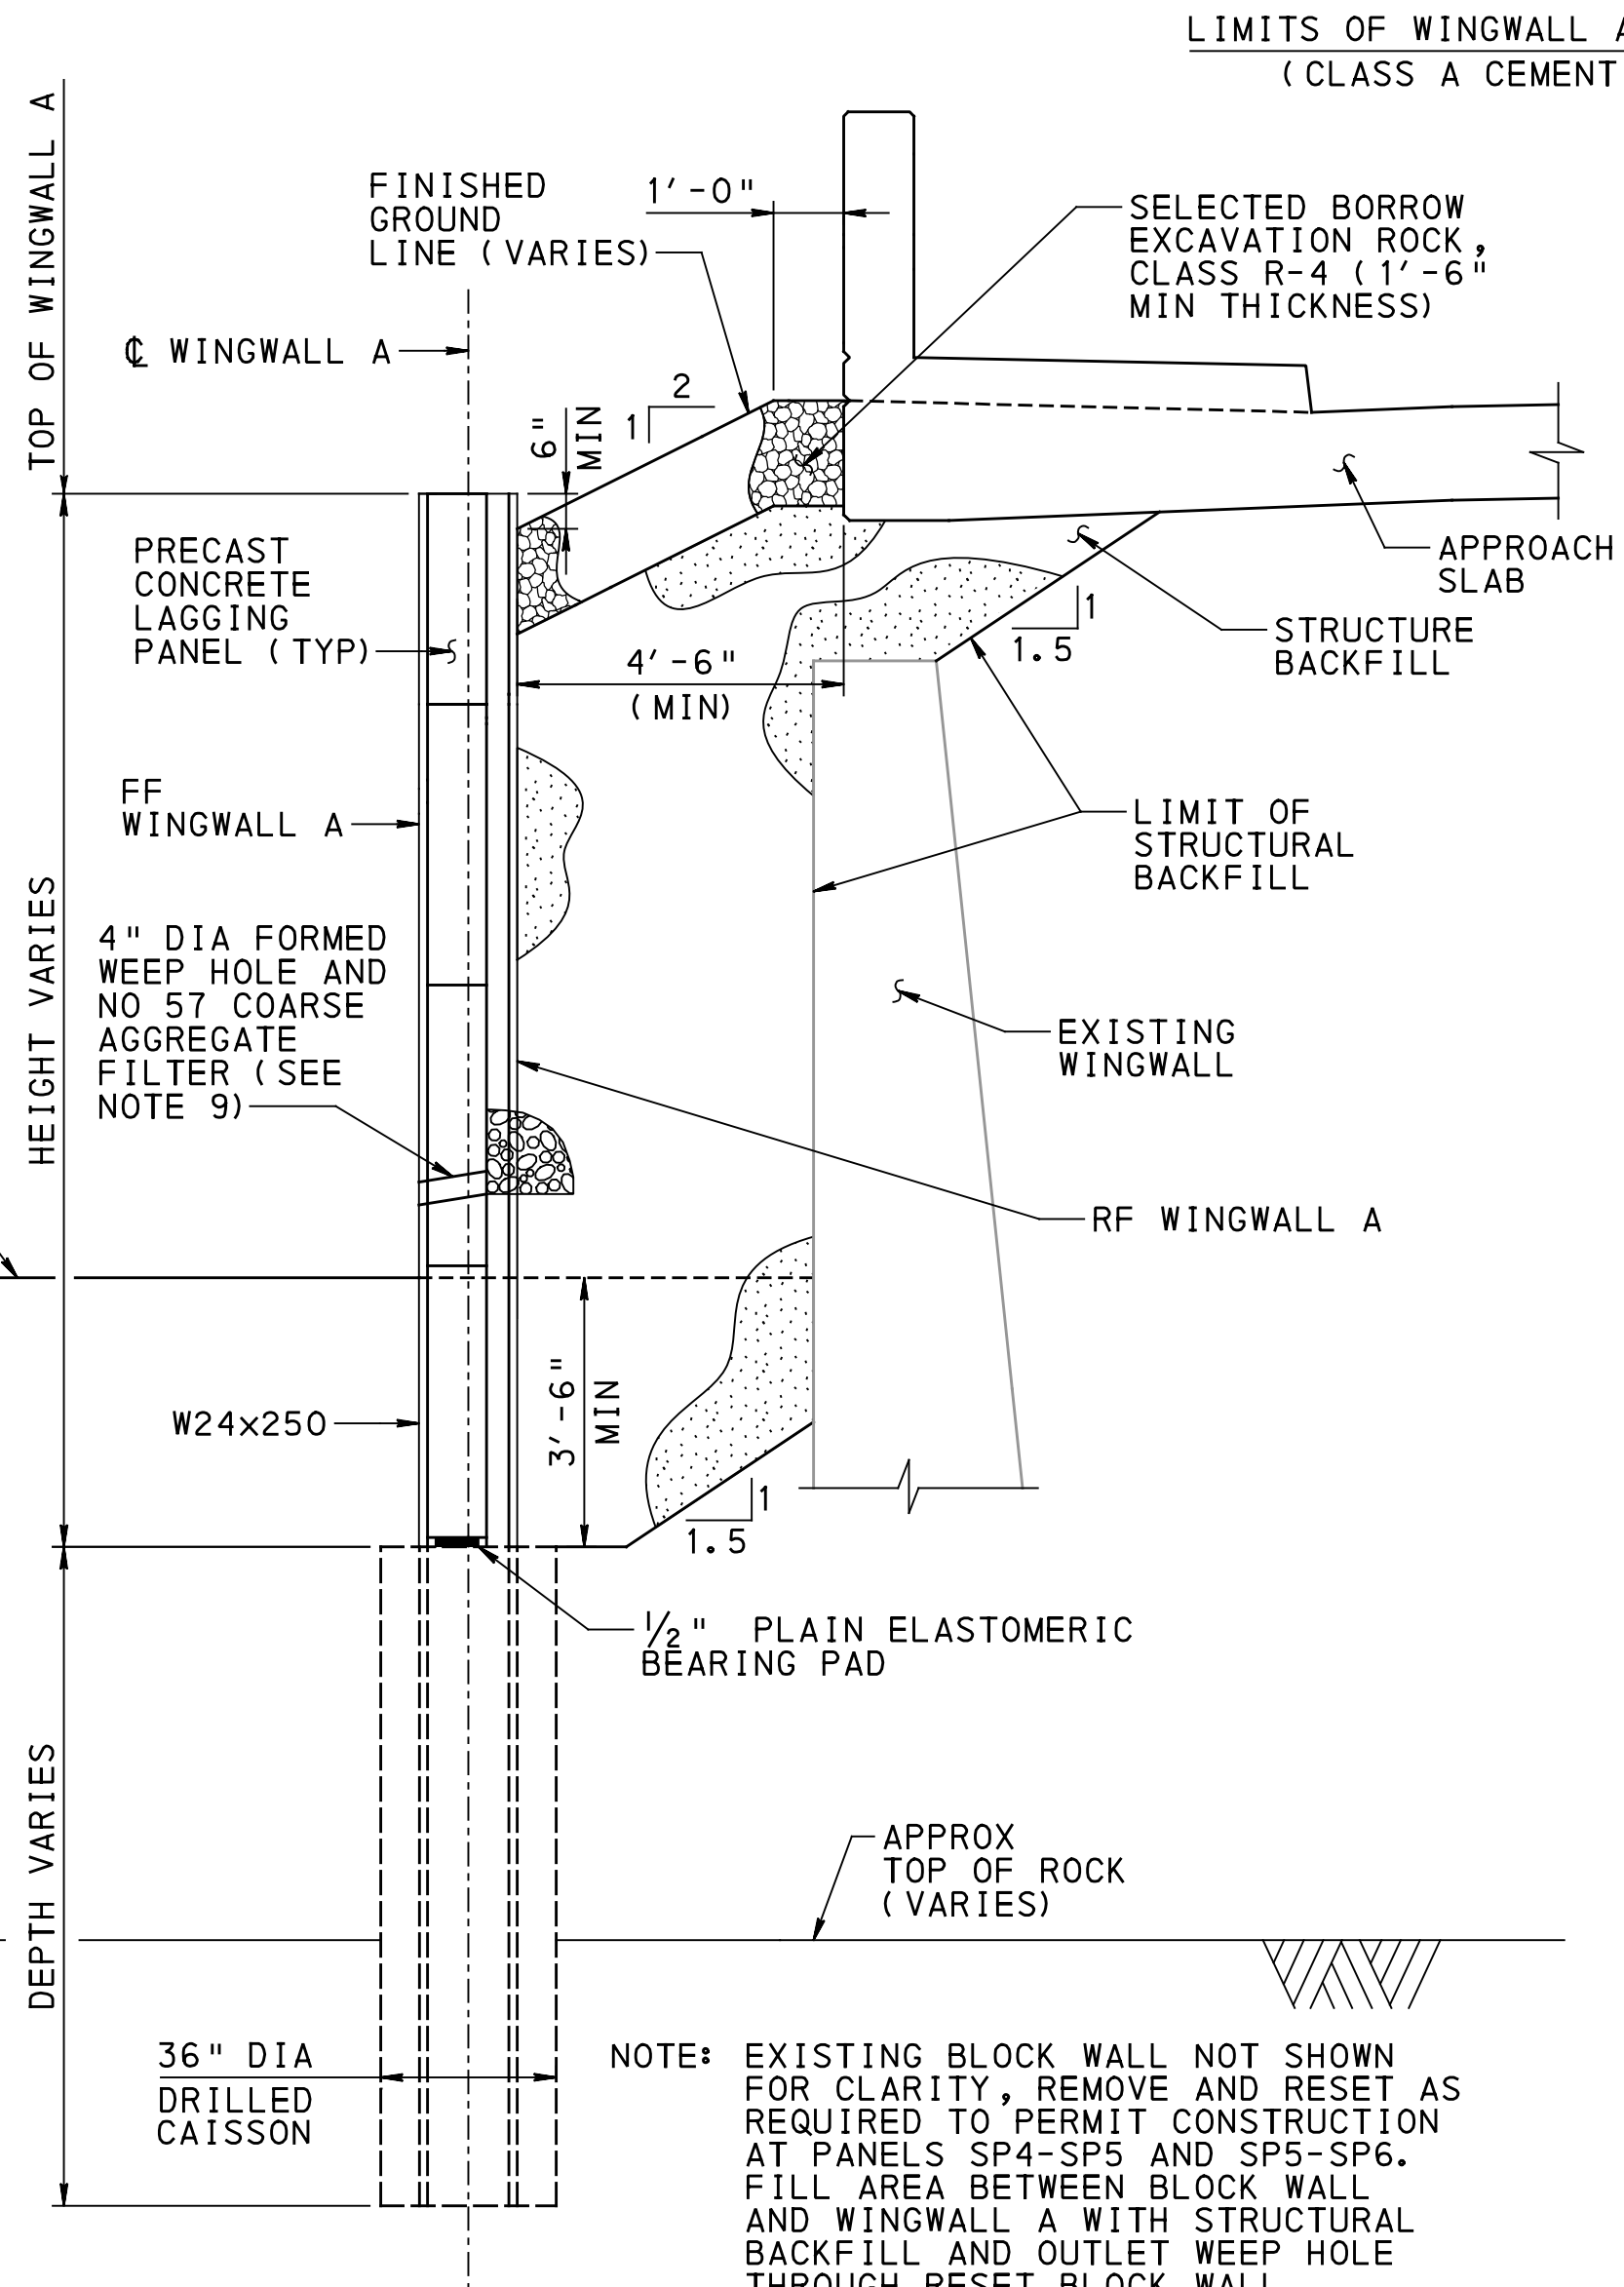 LIMITS OF WINGWALL A
(CLASS A CEMENT
TOP OF WINGWALL A
FINISHED
GROUND
LINE (VARIES)
1'-0"
SELECTED BORROW
EXCAVATION ROCK,
CLASS R-4 (1'-6"
MIN THICKNESS)
℄ WINGWALL A
2
1
6"
MIN
PRECAST
CONCRETE
LAGGING
PANEL (TYP)
APPROACH
SLAB
1
1.5
STRUCTURE
BACKFILL
4'-6"
(MIN)
FF
WINGWALL A
LIMIT OF
STRUCTURAL
BACKFILL
HEIGHT VARIES
4" DIA FORMED
WEEP HOLE AND
NO 57 COARSE
AGGREGATE
FILTER (SEE
NOTE 9)
EXISTING
WINGWALL
RF WINGWALL A
3'-6"
MIN
W24x250
1
1.5
1/2" PLAIN ELASTOMERIC
BEARING PAD
DEPTH VARIES
APPROX
TOP OF ROCK
(VARIES)
36" DIA
DRILLED
CAISSON
NOTE: EXISTING BLOCK WALL NOT SHOWN
FOR CLARITY, REMOVE AND RESET AS
REQUIRED TO PERMIT CONSTRUCTION
AT PANELS SP4-SP5 AND SP5-SP6.
FILL AREA BETWEEN BLOCK WALL
AND WINGWALL A WITH STRUCTURAL
BACKFILL AND OUTLET WEEP HOLE
THROUGH RESET BLOCK WALL